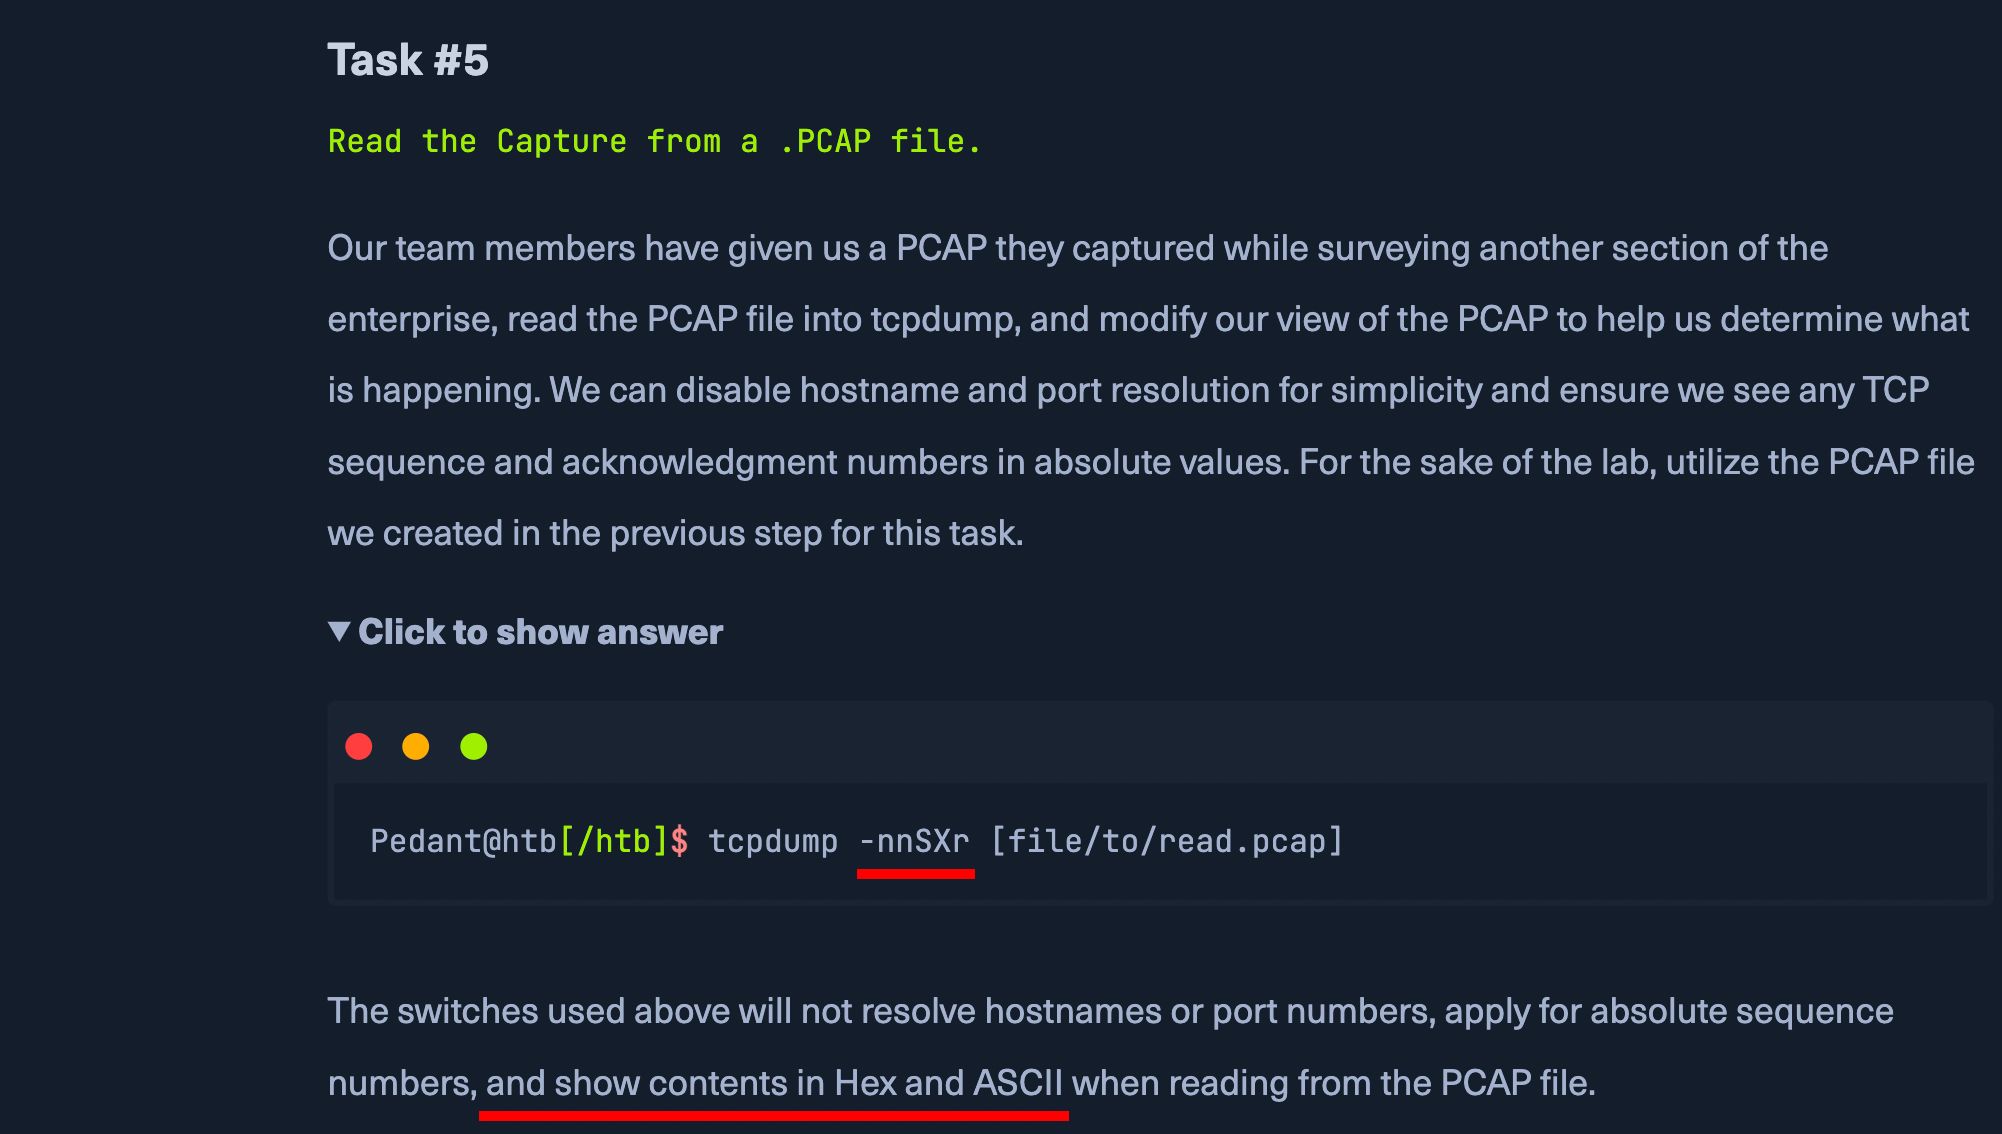 Task #5
Read the Capture from a .PCAP file.
Our team members have given us a PCAP they captured while surveying another section of the
enterprise, read the PCAP file into tcpdump, and modify our view of the PCAP to help us determine what
is happening. We can disable hostname and port resolution for simplicity and ensure we see any TCP
sequence and acknowledgment numbers in absolute values. For the sake of the lab, utilize the PCAP file
we created in the previous step for this task.
▼ Click to show answer
Pedant@htb[/htb]$ tcpdump -nnSXr [file/to/read.pcap]
The switches used above will not resolve hostnames or port numbers, apply for absolute sequence
numbers, and show contents in Hex and ASCII when reading from the PCAP file.